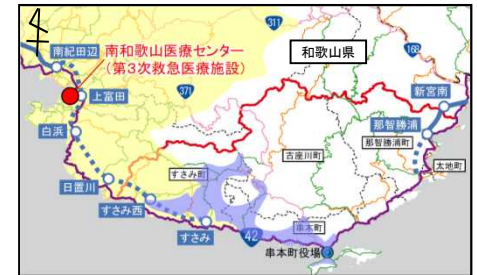 311
和歌山県
168
南紀田辺
南和歌山医療センター
(第3次救急医療施設)
371
上富田
新宮南
白浜
那智勝浦
那智勝浦町
古座川町
太地町
すさみ町
日置川
すさみ西
すさみ
串本町
42
串本町役場